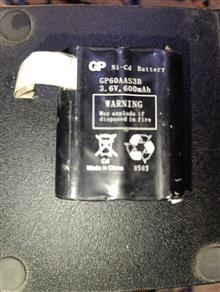 GP Ni-Cd Battery
GP60AAS3B
3.6V, 600mAh
WARNING
May explode if
disposed in fire
Cd
Made in China
0503